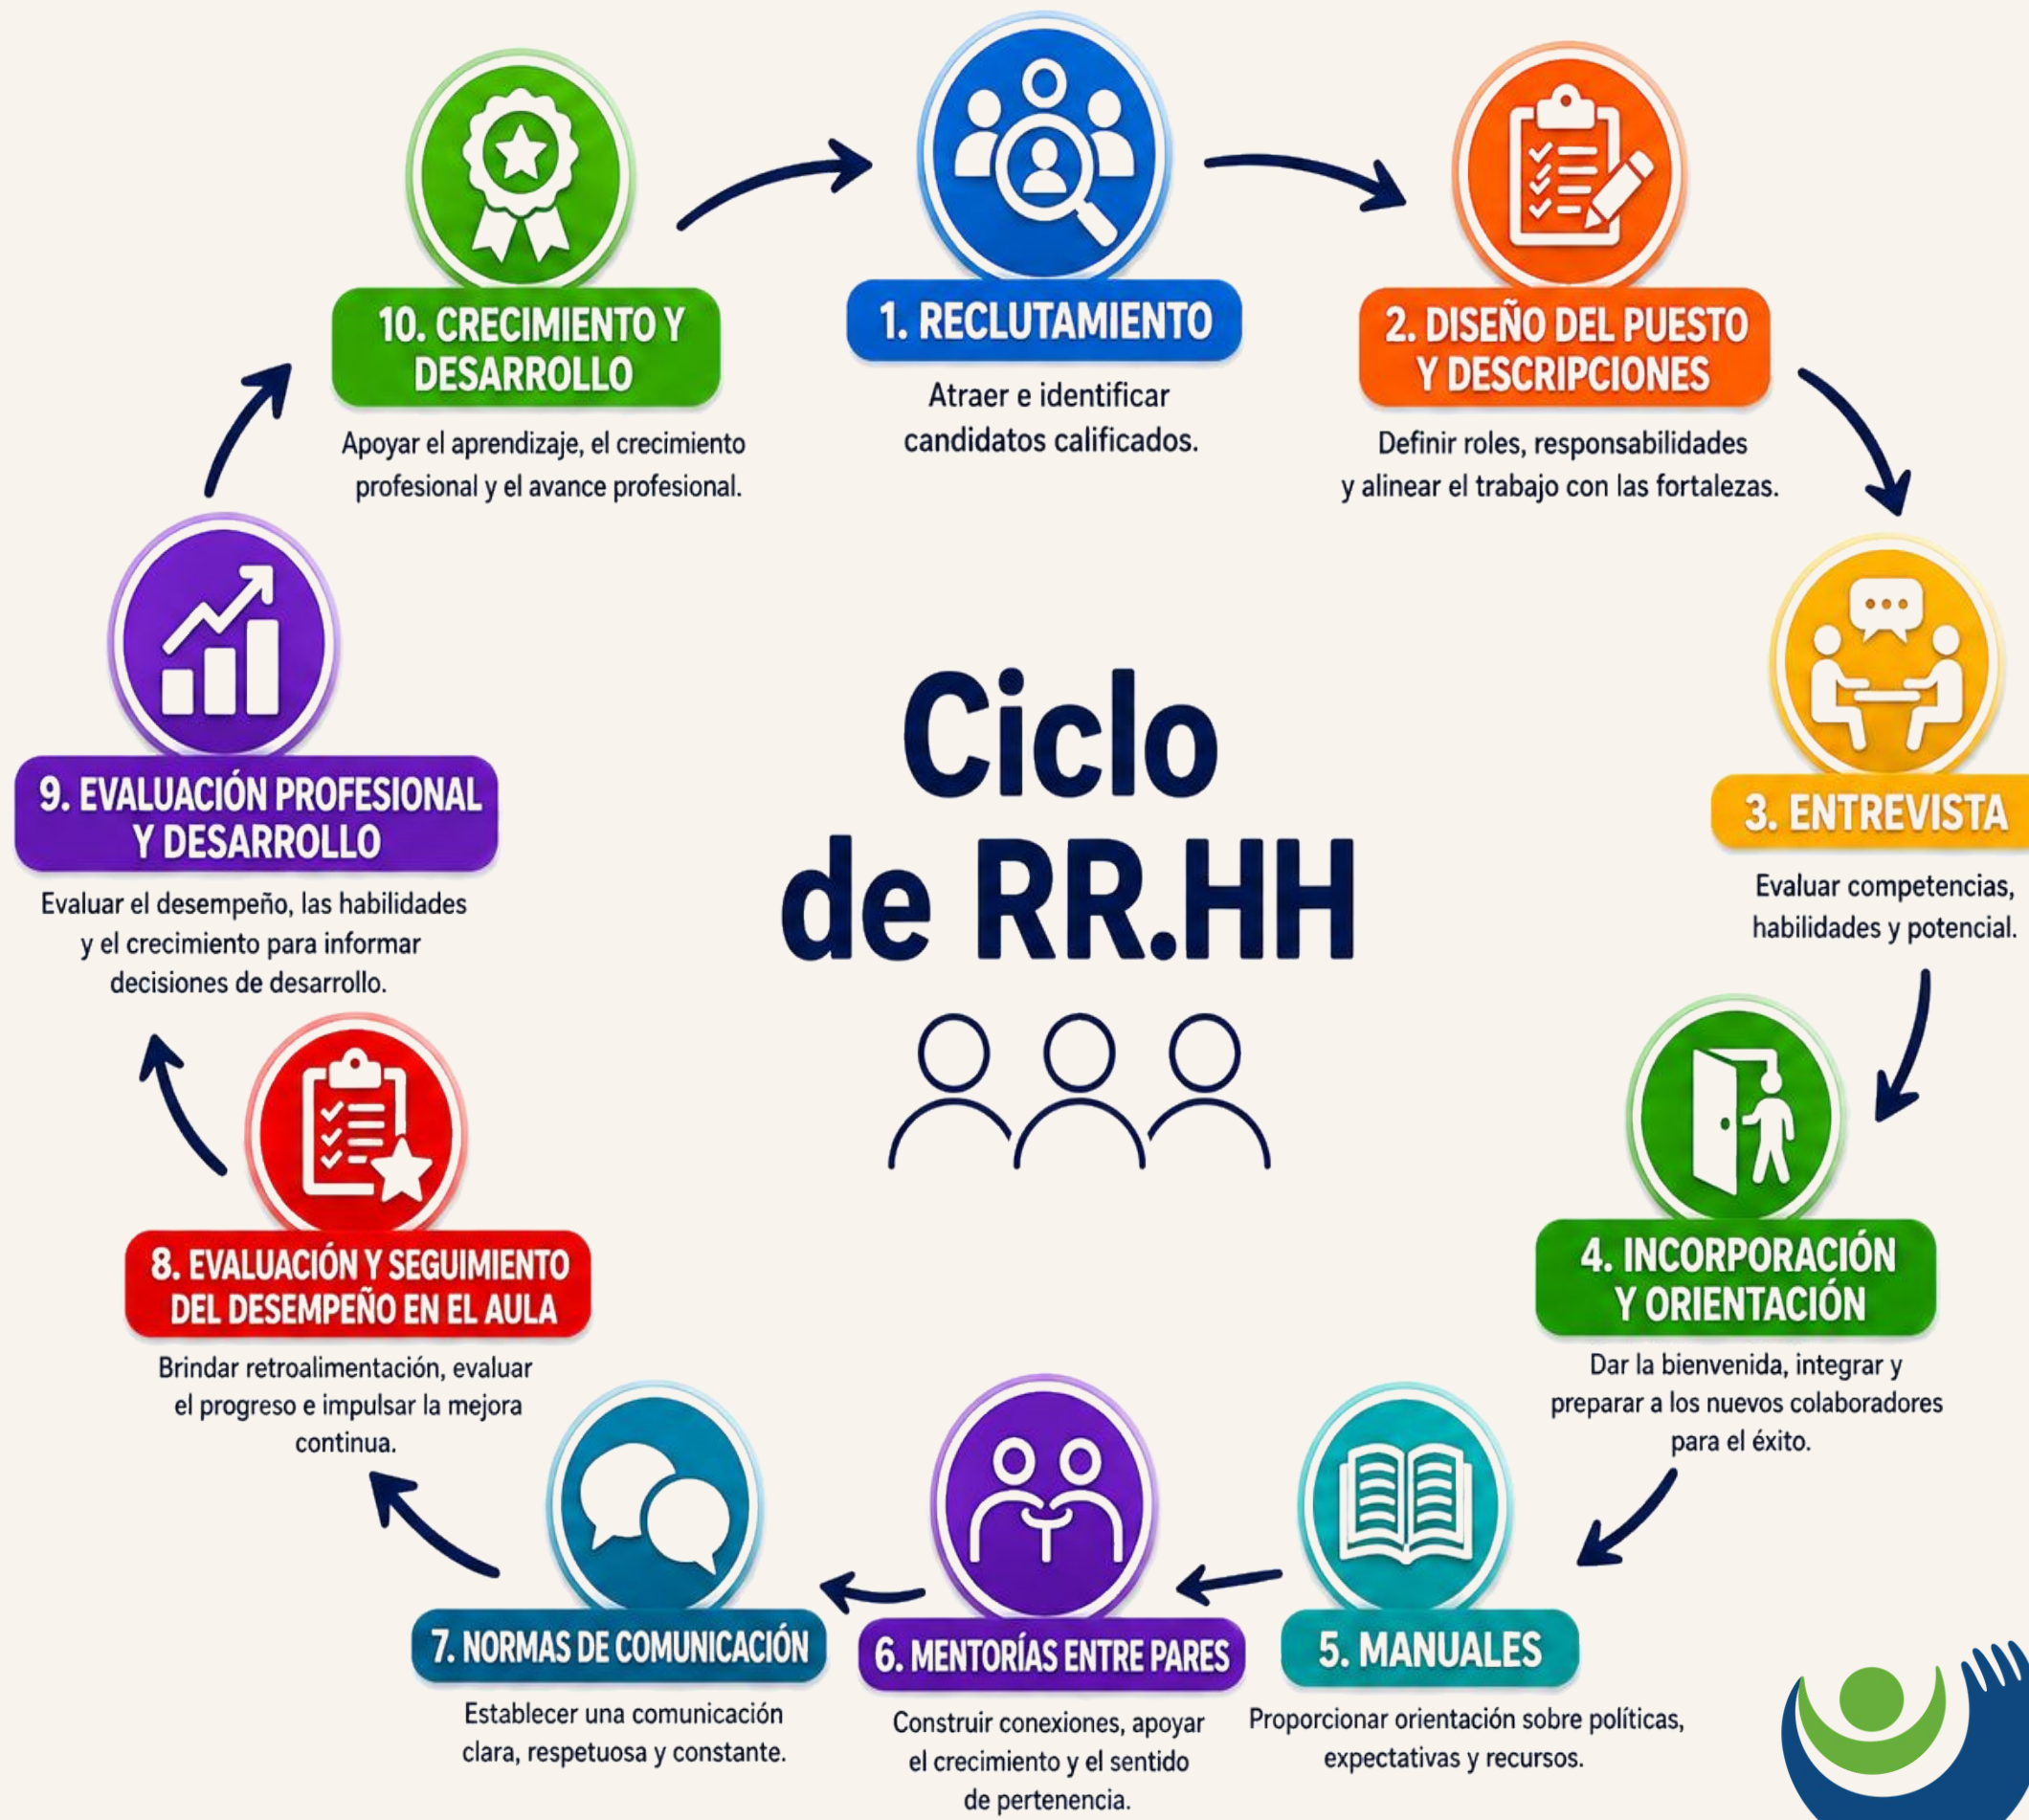 Ciclo
de RR.HH
1. RECLUTAMIENTO
Atraer e identificar
candidatos calificados.
2. DISEÑO DEL PUESTO
Y DESCRIPCIONES
Definir roles, responsabilidades
y alinear el trabajo con las fortalezas.
3. ENTREVISTA
Evaluar competencias,
habilidades y potencial.
4. INCORPORACIÓN
Y ORIENTACIÓN
Dar la bienvenida, integrar y
preparar a los nuevos colaboradores
para el éxito.
5. MANUALES
Proporcionar orientación sobre políticas,
expectativas y recursos.
6. MENTORÍAS ENTRE PARES
Construir conexiones, apoyar
el crecimiento y el sentido
de pertenencia.
7. NORMAS DE COMUNICACIÓN
Establecer una comunicación
clara, respetuosa y constante.
8. EVALUACIÓN Y SEGUIMIENTO
DEL DESEMPEÑO EN EL AULA
Brindar retroalimentación, evaluar
el progreso e impulsar la mejora
continua.
9. EVALUACIÓN PROFESIONAL
Y DESARROLLO
Evaluar el desempeño, las habilidades
y el crecimiento para informar
decisiones de desarrollo.
10. CRECIMIENTO Y
DESARROLLO
Apoyar el aprendizaje, el crecimiento
profesional y el avance profesional.